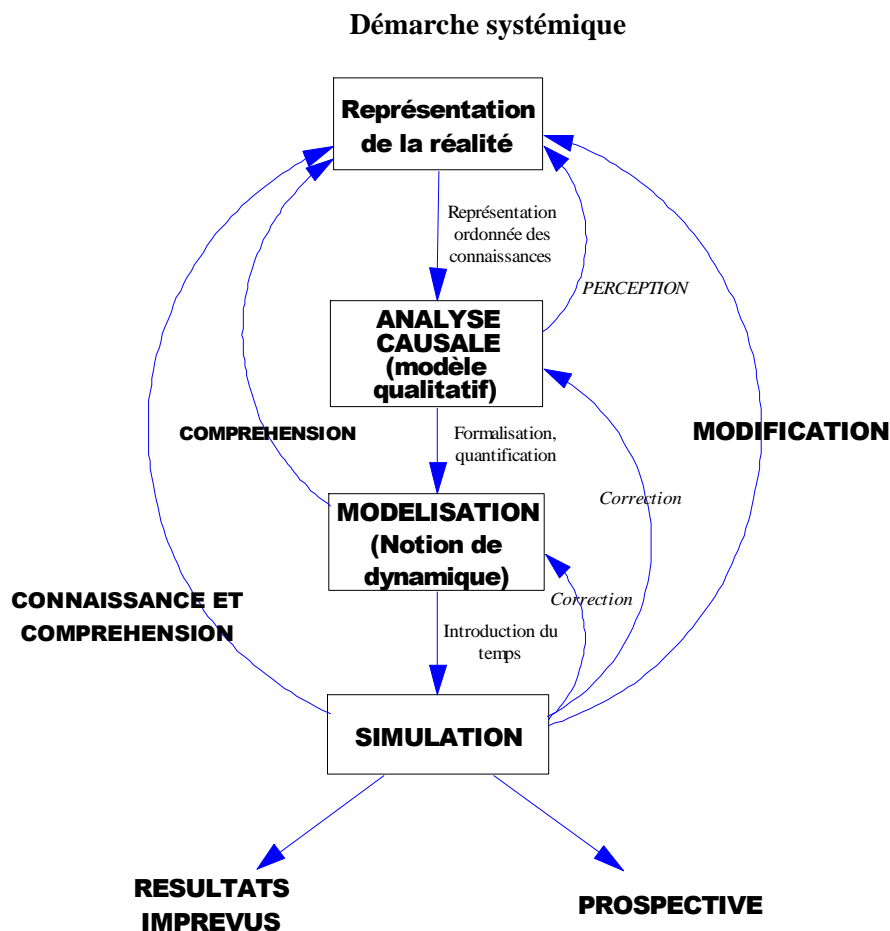 Démarche systémique
Représentation
de la réalité
Représentation
ordonnée des
connaissances
PERCEPTION
ANALYSE
CAUSALE
(modèle
qualitatif)
COMPREHENSION
Formalisation,
quantification
MODIFICATION
Correction
MODELISATION
(Notion de
dynamique)
Correction
CONNAISSANCE ET
COMPREHENSION
Introduction du
temps
SIMULATION
RESULTATS
IMPREVUS
PROSPECTIVE